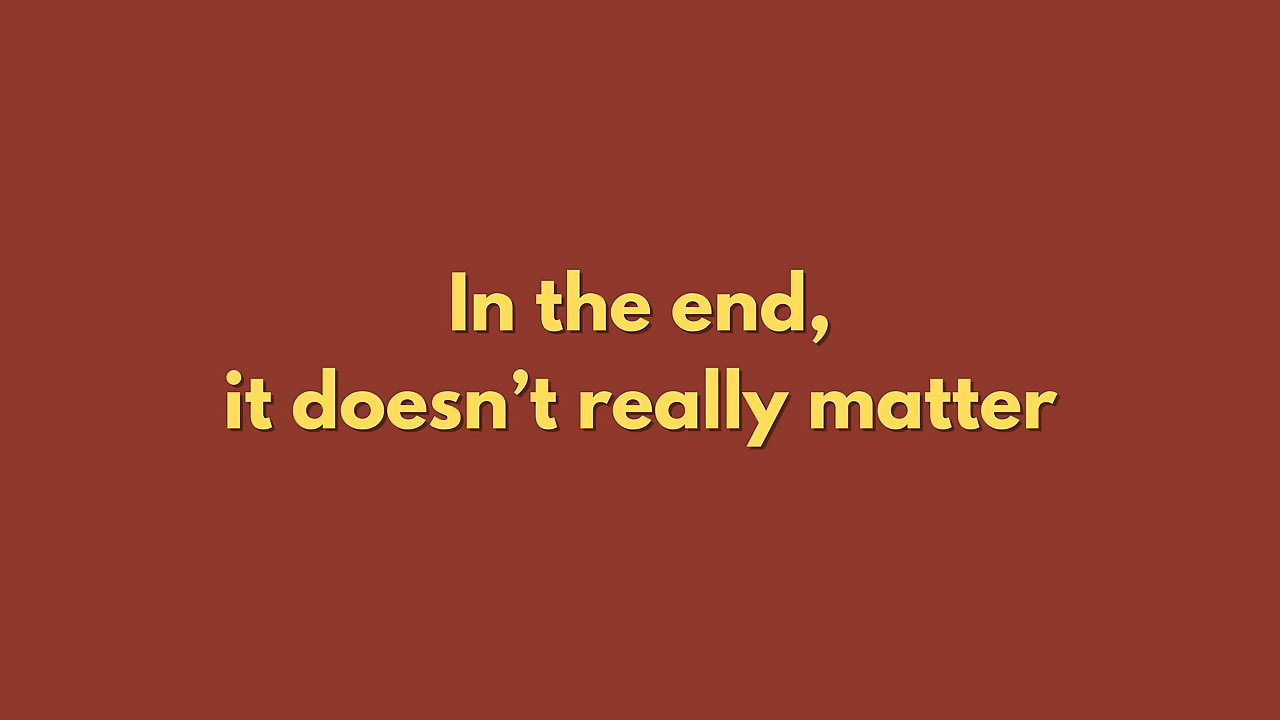 In the end,
it doesn’t really matter